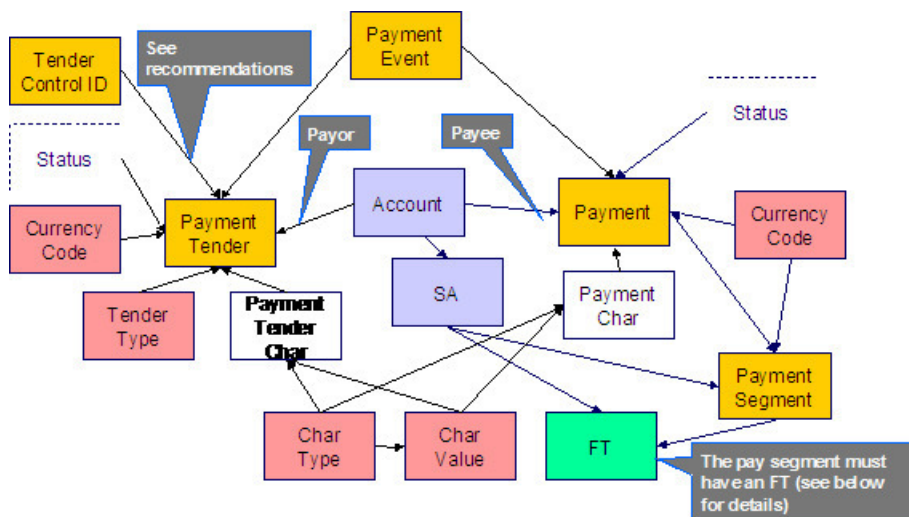 Tender
Control ID
See
recommendations
Payment
Event
Status
Payor
Payee
Status
Currency
Code
Payment
Tender
Account
Payment
Currency
Code
Tender
Type
Payment
Tender
Char
SA
Payment
Char
Payment
Segment
Char
Type
Char
Value
FT
The pay segment must
have an FT (see below
for details)